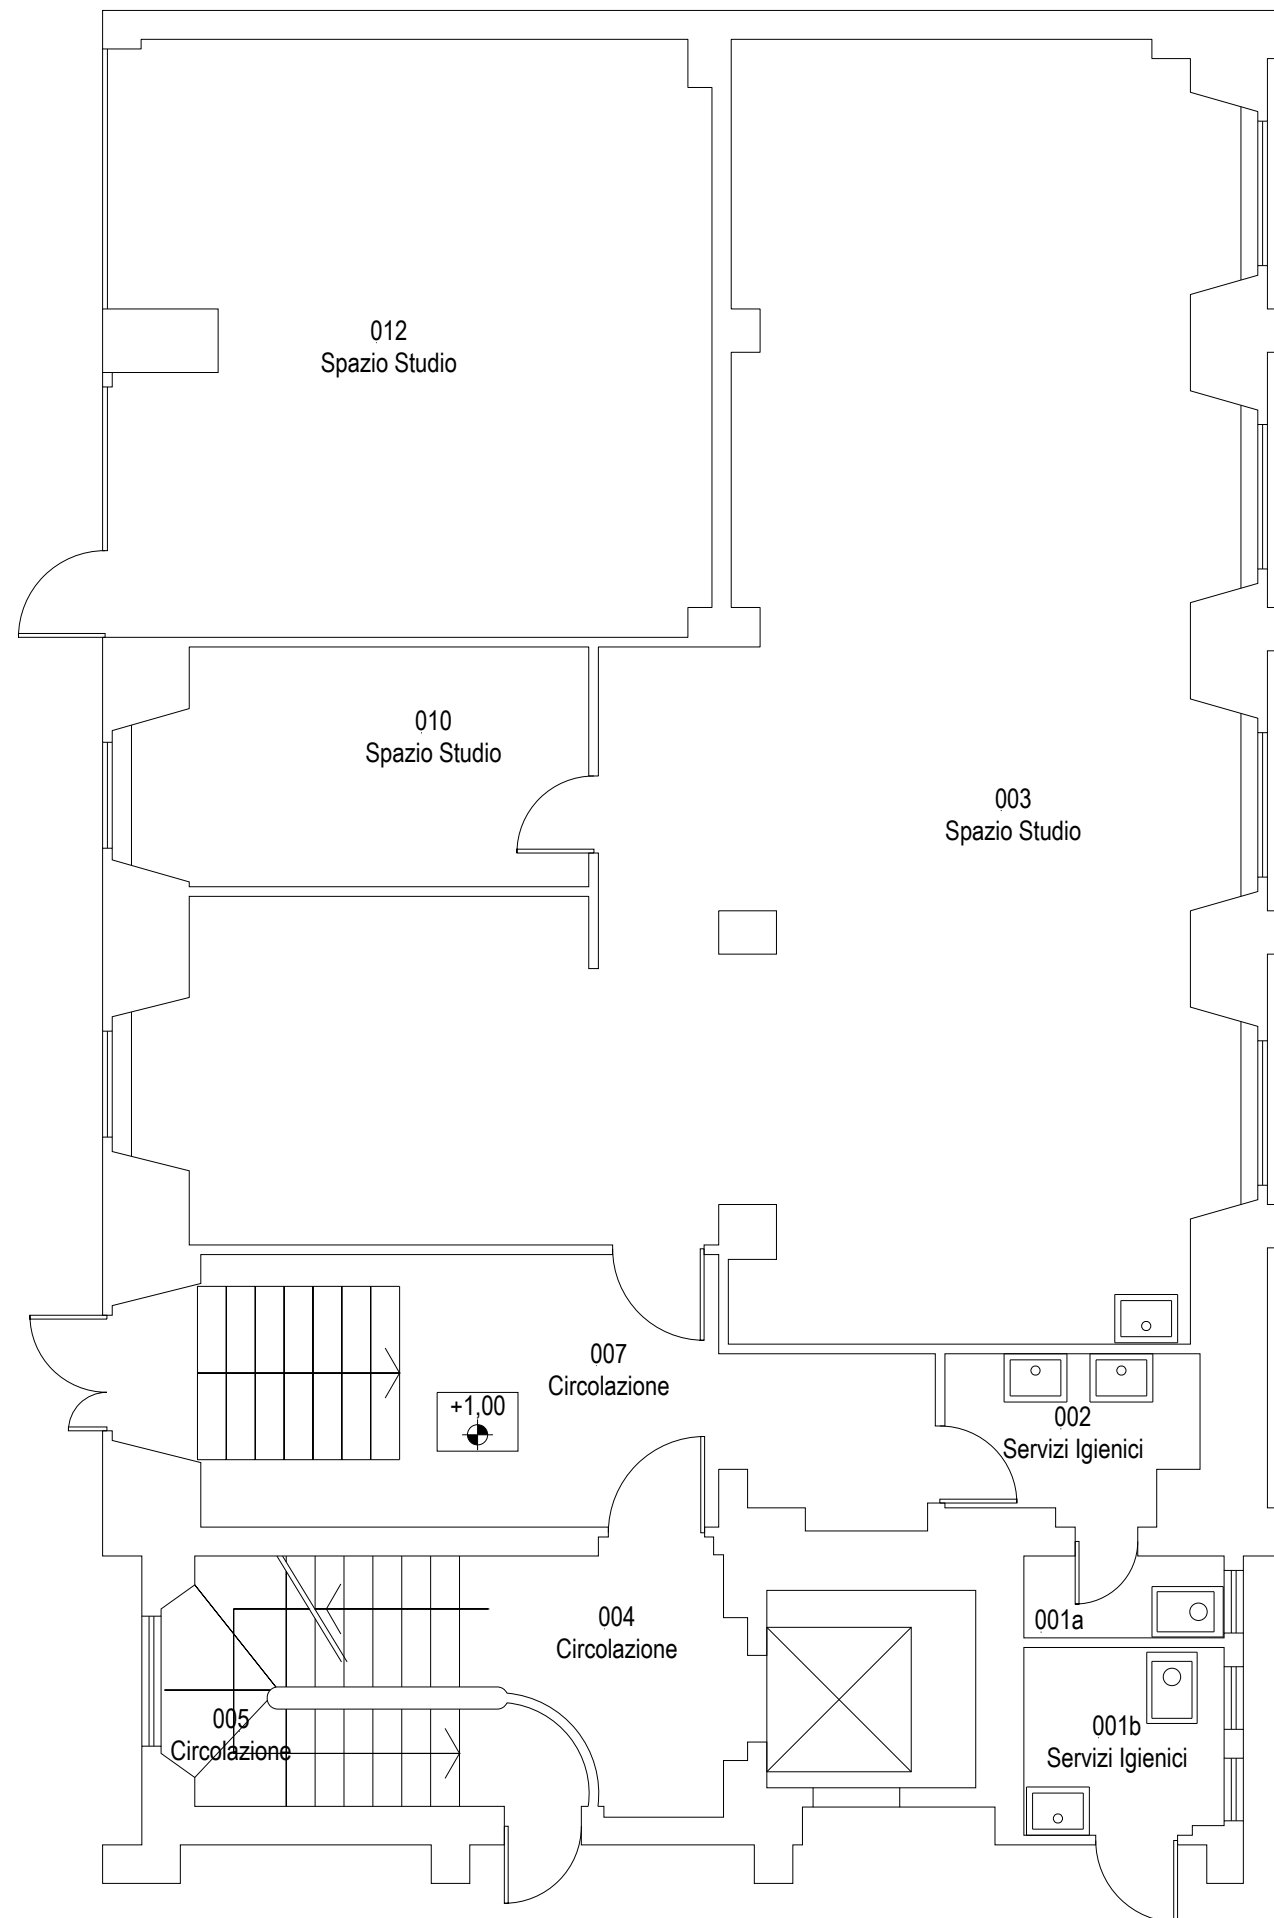 012
Spazio Studio
010
Spazio Studio
003
Spazio Studio
007
Circolazione
+1,00
002
Servizi Igienici
004
Circolazione
001a
005
Circolazione
001b
Servizi Igienici